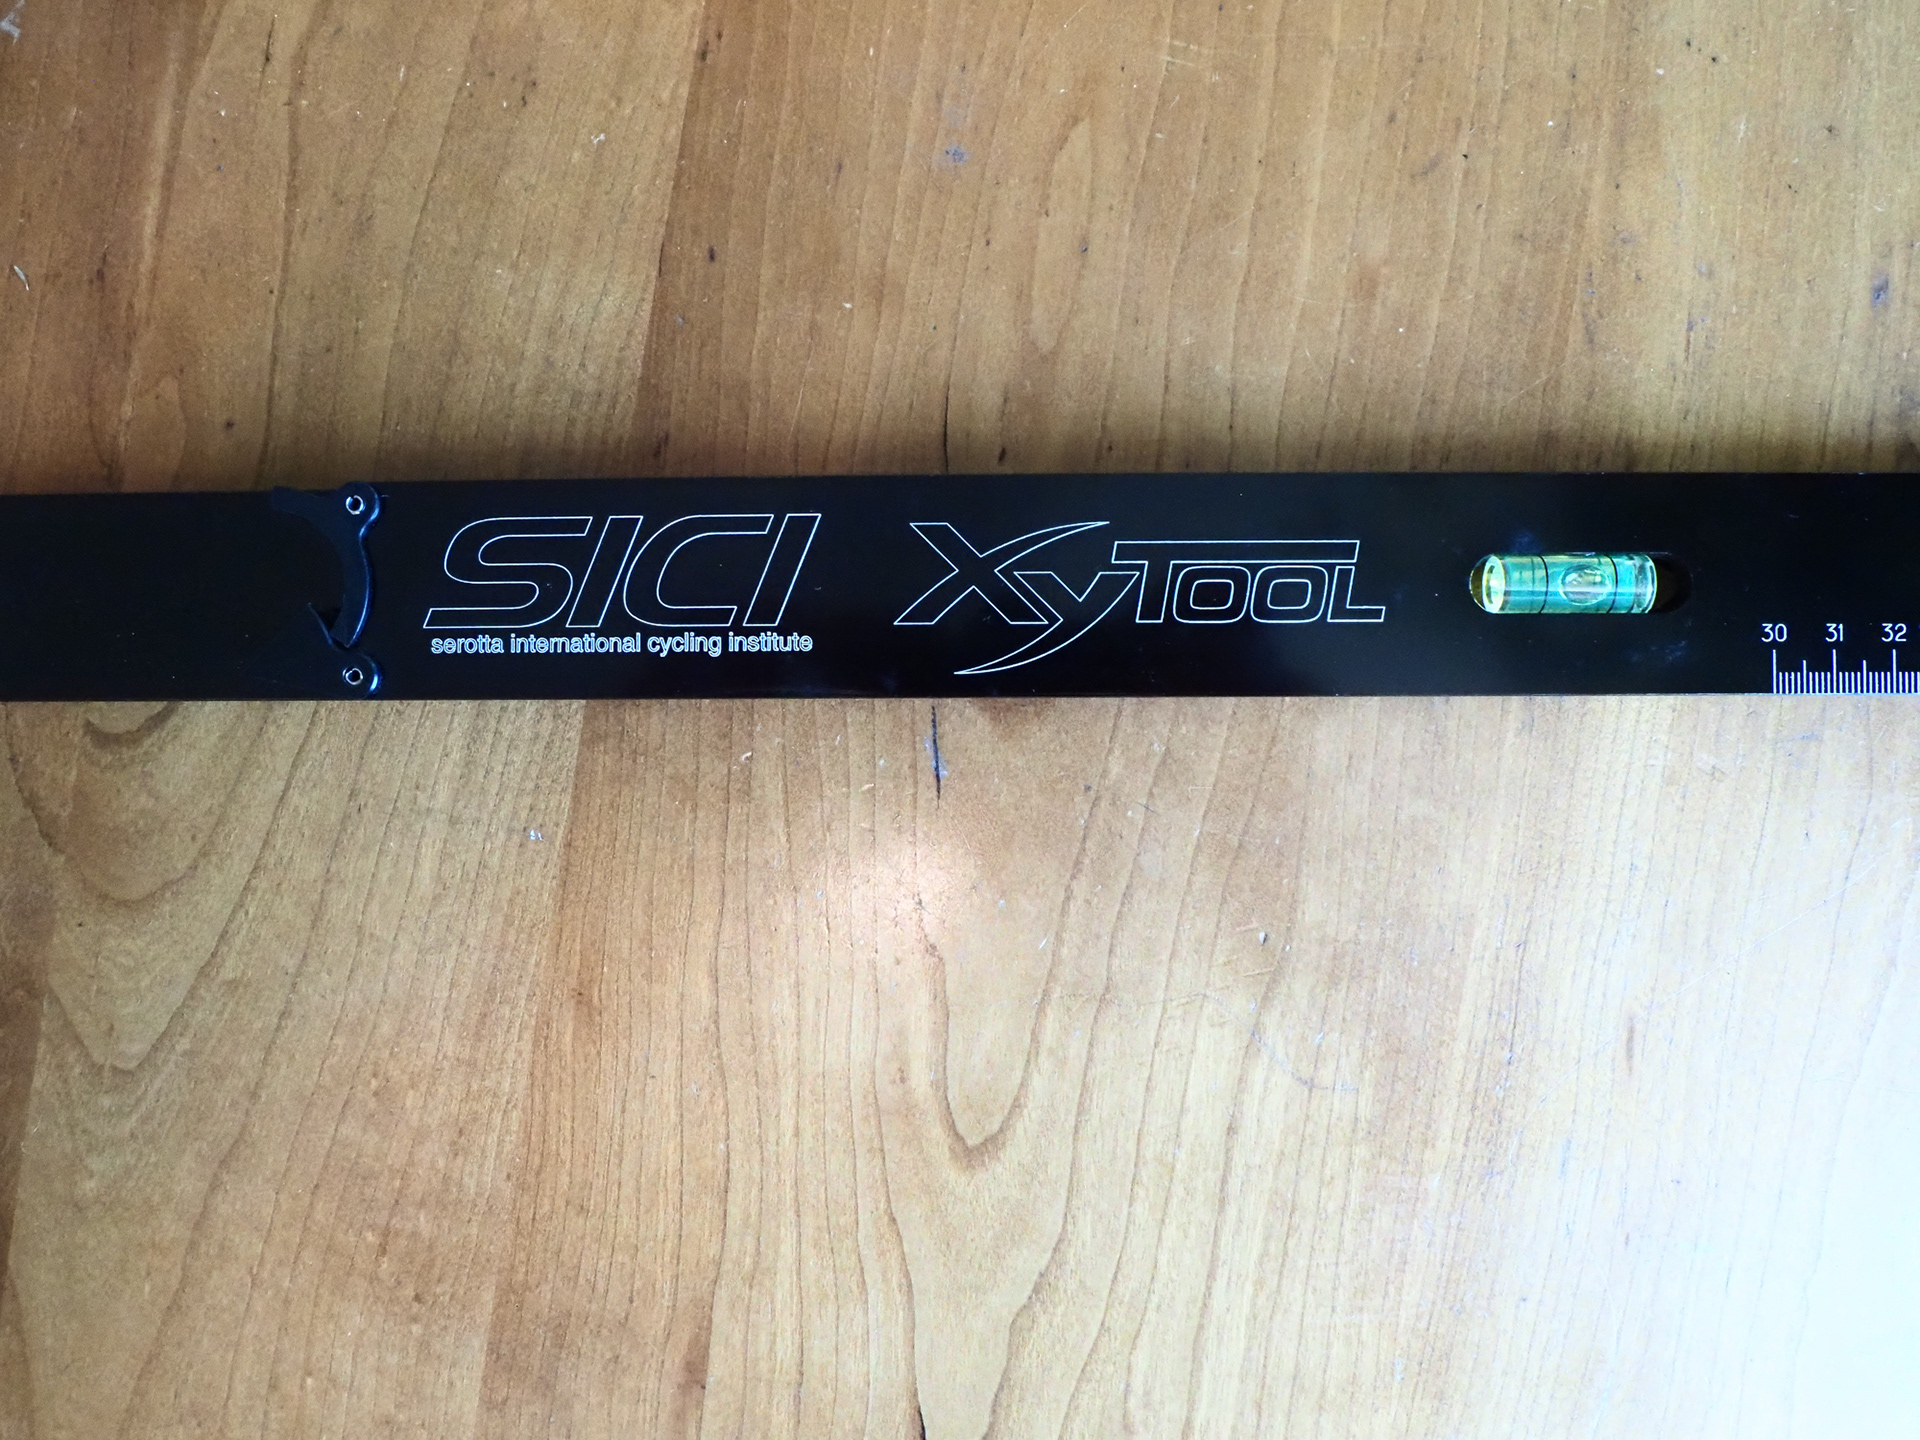 SICI XyTOOL
serotta international cycling institute
30 31 32